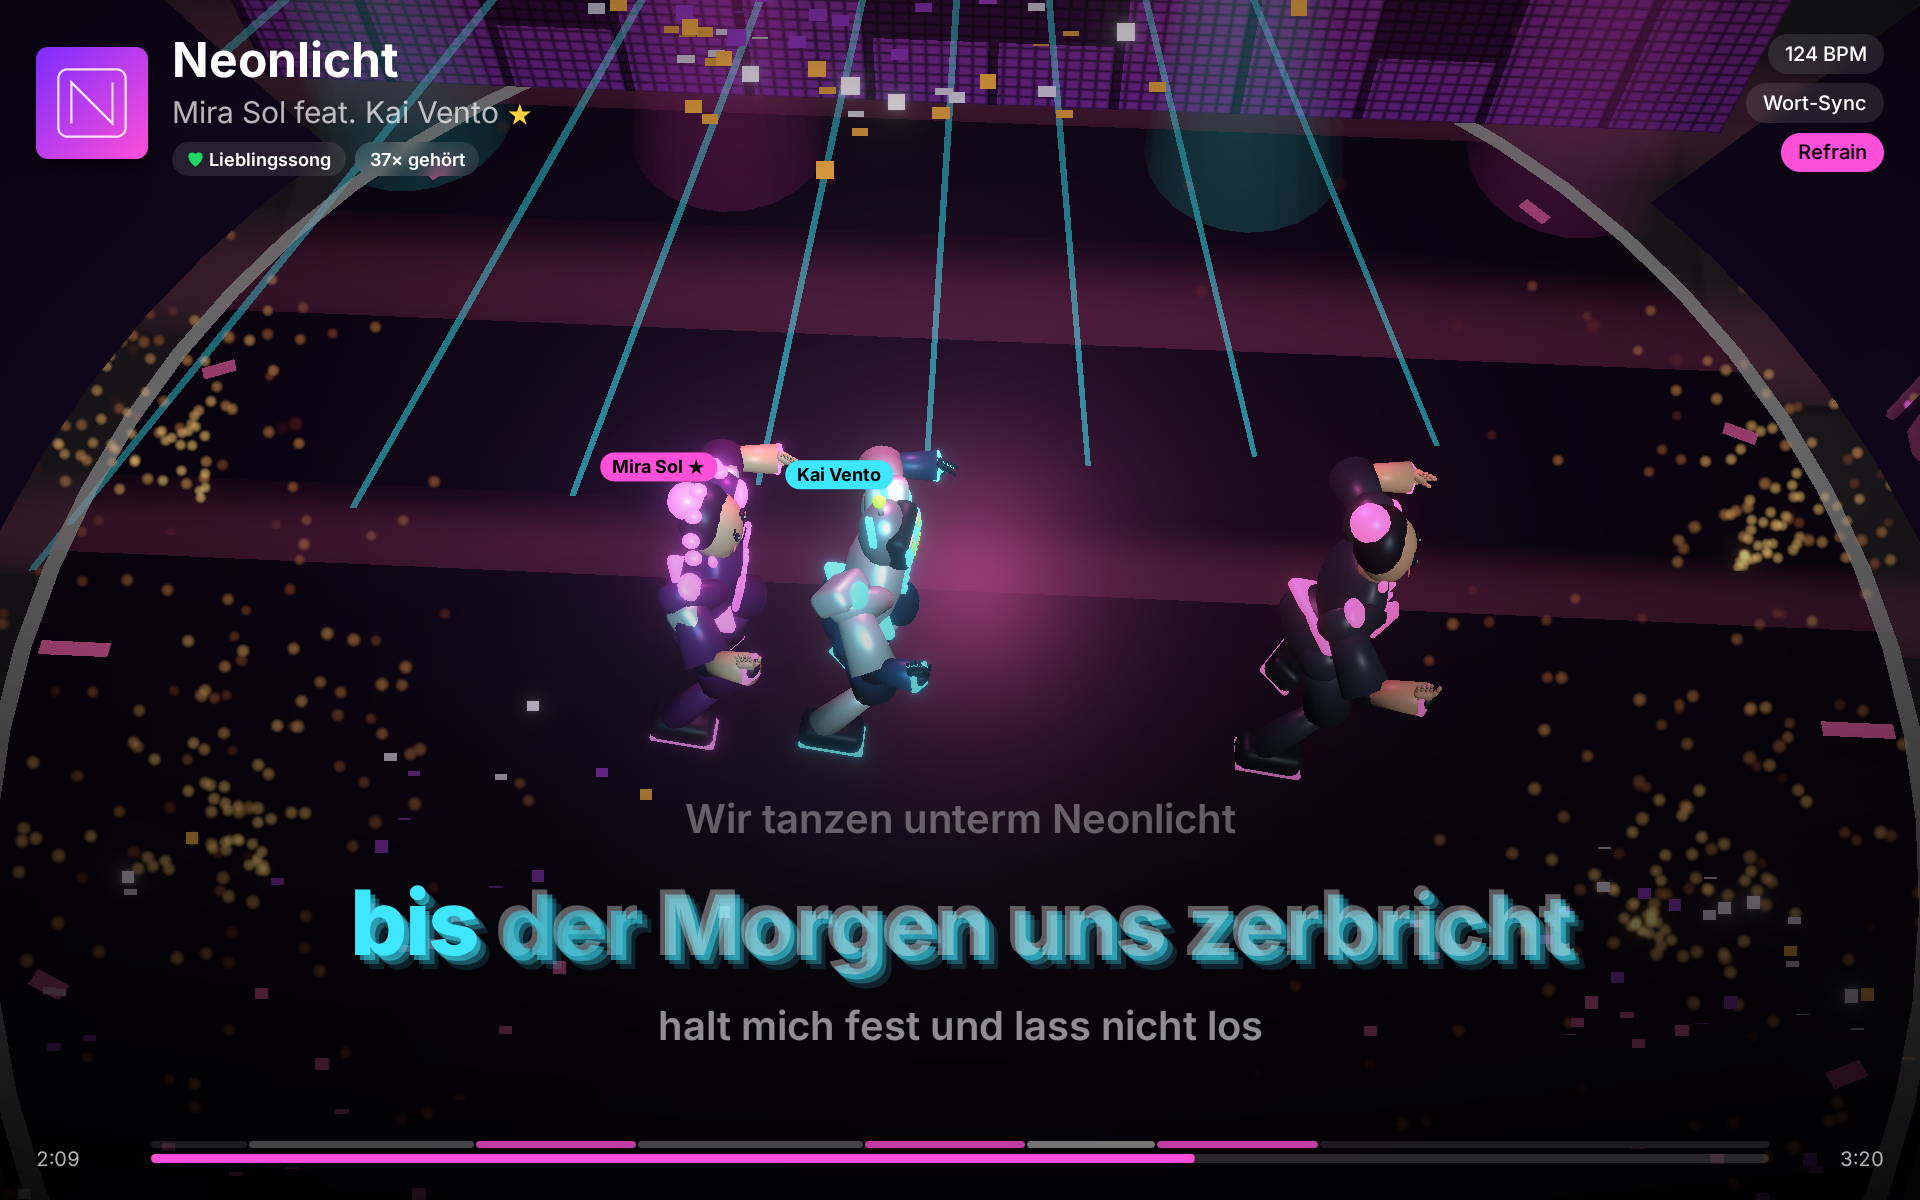 N
Neonlicht
Mira Sol feat. Kai Vento ★
Lieblingssong
37× gehört
124 BPM
Wort-Sync
Refrain
Mira Sol ★
Kai Vento
Wir tanzen unterm Neonlicht
bis der Morgen uns zerbricht
halt mich fest und lass nicht los
2:09
3:20